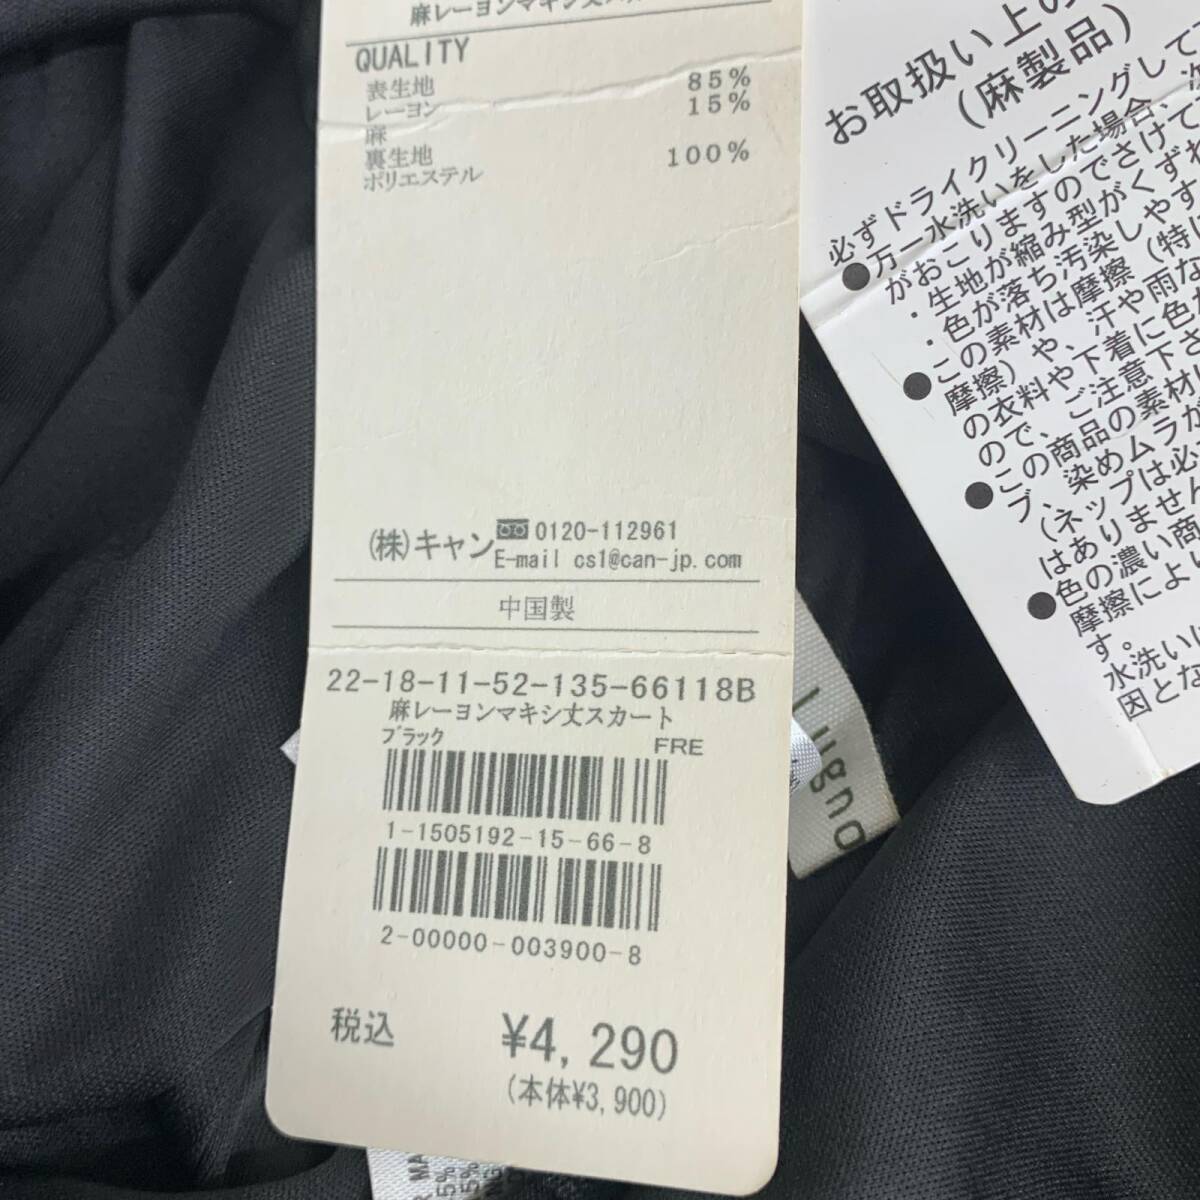 麻レーヨンマキシ丈スカート
QUALITY
表生地
レーヨン 85%
麻 15%
裏生地
ポリエステル 100%
(株)キャン 0120-112961
E-mail cs1@can-jp.com
中国製
22-18-11-52-135-66118B
麻レーヨンマキシ丈スカート
ブラック FRE
1-1505192-15-66-8
2-00000-003900-8
税込 ¥4,290
(本体¥3,900)
お取扱い上の
(麻製品)
必ずドライクリーニングして
●万一水洗いをした場合、
がおこりますのでさけて
・生地が縮み型がくずれ
・色が落ち汚染しやす
●この素材は摩擦(特に
摩擦)や、汗や雨な
の衣料や下着に色
ので、ご注意下さ
●この商品の素材
ブ、染めムラが
(ネップは必
はありません
●色の濃い商
摩擦によい
す。
水洗い
因とな
Lugno